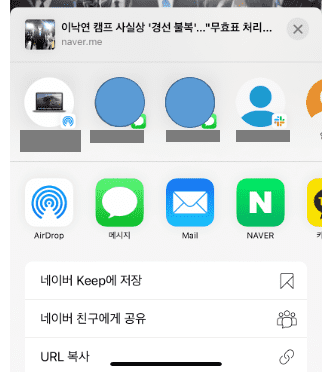 이낙연 캠프 사실상 '경선 불복'..."무효표 처리...
naver.me
AirDrop
메시지
Mail
N
NAVER
네이버 Keep에 저장
네이버 친구에게 공유
URL 복사